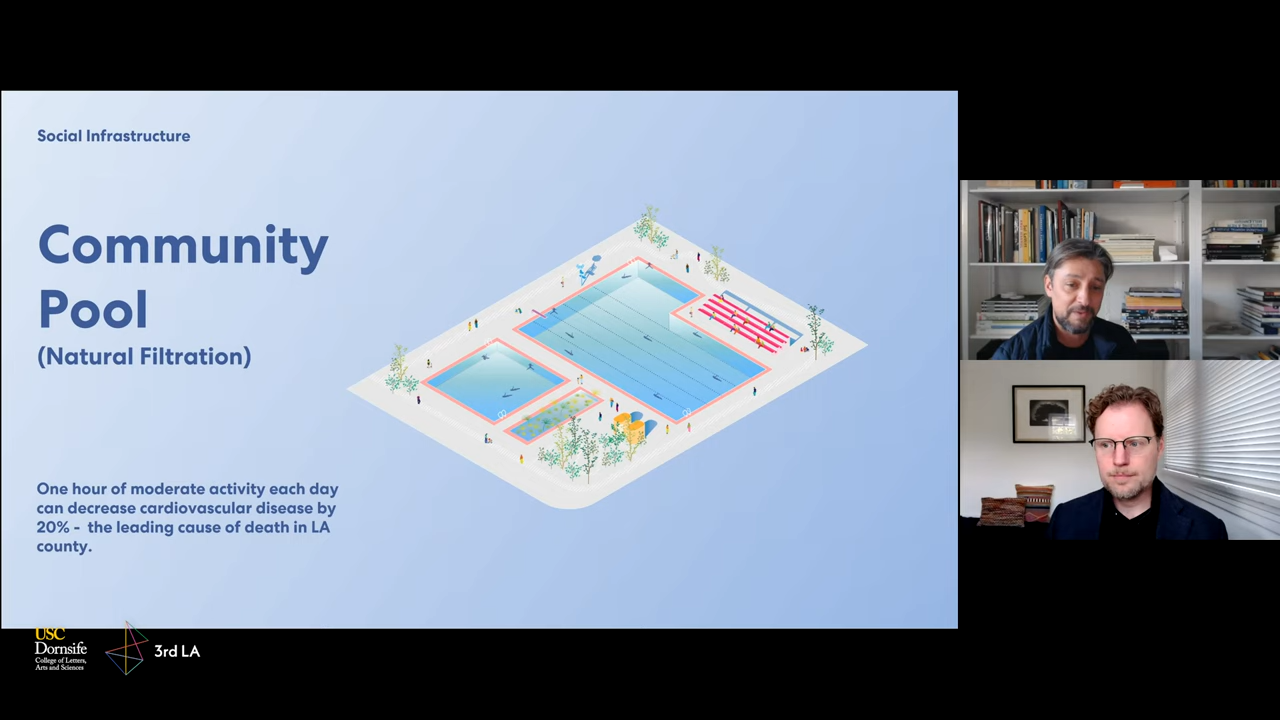 Social Infrastructure
Community
Pool
(Natural Filtration)
One hour of moderate activity each day
can decrease cardiovascular disease by
20% - the leading cause of death in LA
county.
USC
Dornsife
College of Letters,
Arts and Sciences
3rd LA